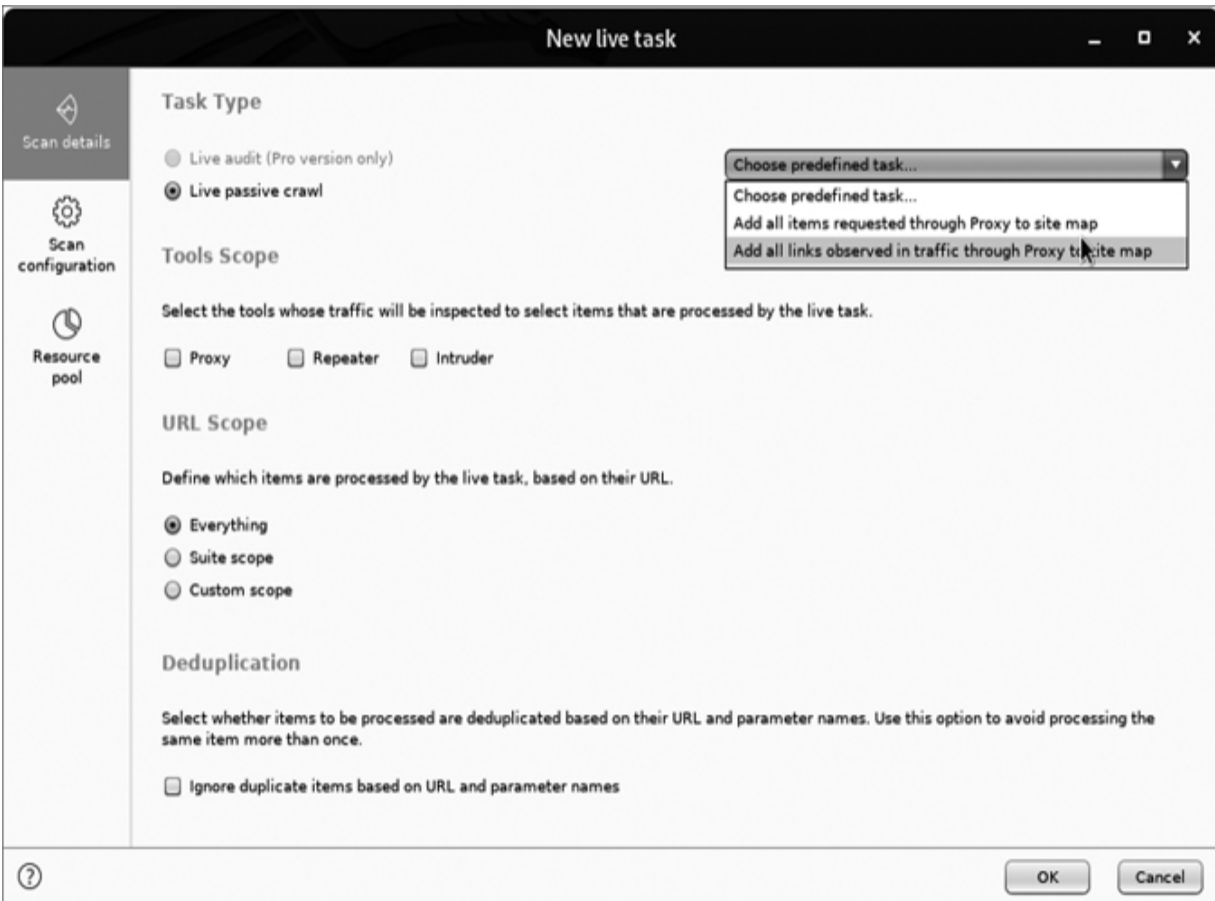 New live task
Scan details
Scan
configuration
Resource
pool
Task Type
Live audit (Pro version only)
Live passive crawl
Choose predefined task...
Choose predefined task...
Add all items requested through Proxy to site map
Add all links observed in traffic through Proxy to site map
Tools Scope
Select the tools whose traffic will be inspected to select items that are processed by the live task.
Proxy Repeater Intruder
URL Scope
Define which items are processed by the live task, based on their URL.
Everything
Suite scope
Custom scope
Deduplication
Select whether items to be processed are deduplicated based on their URL and parameter names. Use this option to avoid processing the
same item more than once.
Ignore duplicate items based on URL and parameter names
?
OK Cancel